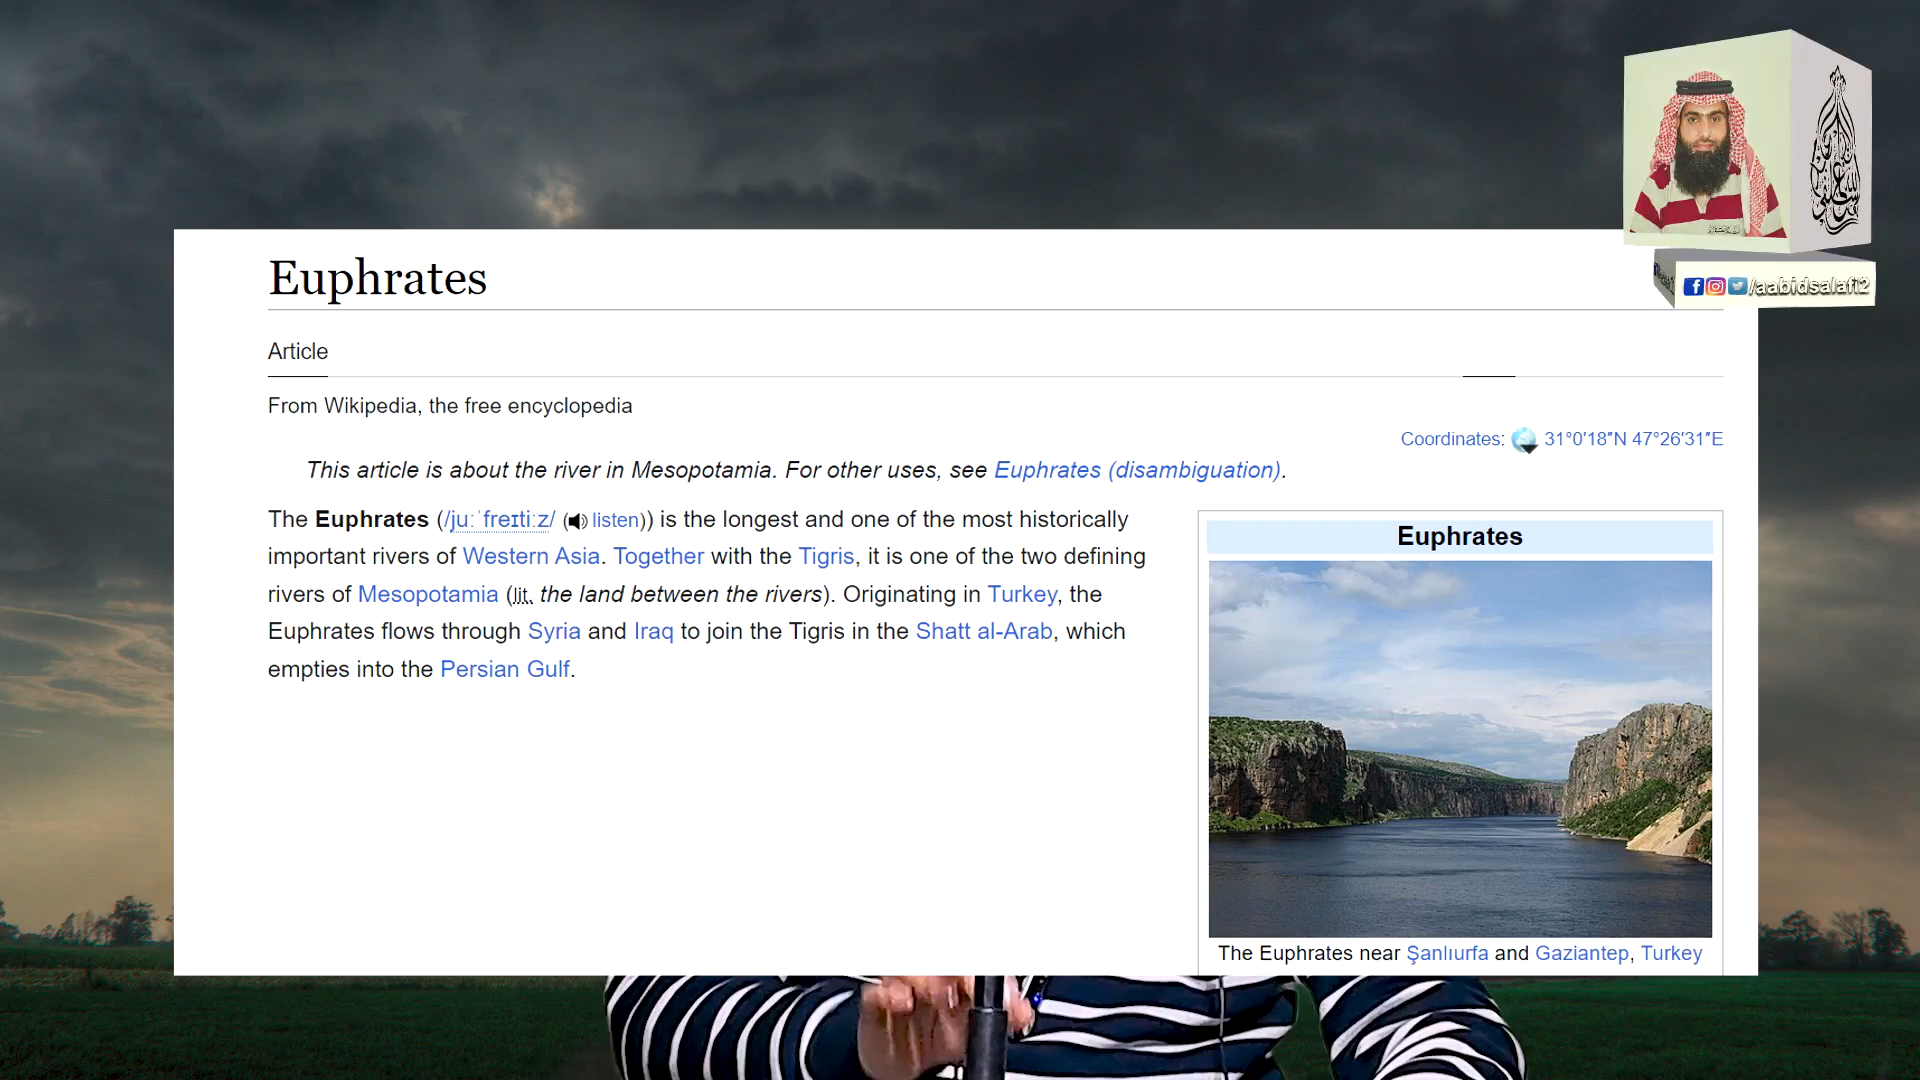 Euphrates
Article
From Wikipedia, the free encyclopedia
Coordinates: 31°0′18″N 47°26′31″E
This article is about the river in Mesopotamia. For other uses, see Euphrates (disambiguation).
The Euphrates (/juːˈfreɪtiːz/ (listen)) is the longest and one of the most historically
important rivers of Western Asia. Together with the Tigris, it is one of the two defining
rivers of Mesopotamia (lit. the land between the rivers). Originating in Turkey, the
Euphrates flows through Syria and Iraq to join the Tigris in the Shatt al-Arab, which
empties into the Persian Gulf.
Euphrates
The Euphrates near Şanlıurfa and Gaziantep, Turkey
/aabidsalafi2